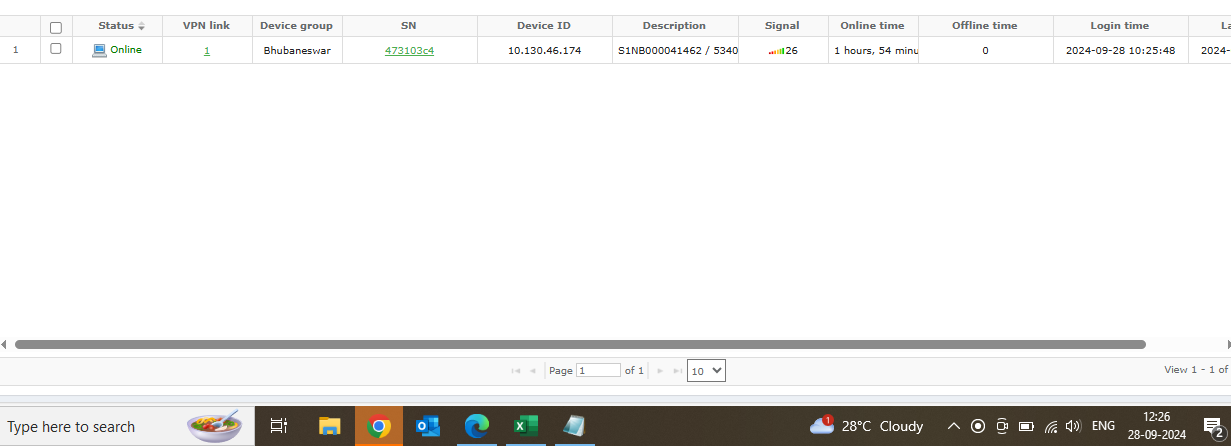 Status VPN link Device group SN Device ID Description Signal Online time Offline time Login time La
1 Online 1 Bhubaneswar 473103c4 10.130.46.174 S1NB000041462 / 5340 26 1 hours, 54 minu 0 2024-09-28 10:25:48 2024-
Page 1 of 1 10 View 1 - 1 of
Type here to search 1 28°C Cloudy ENG 12:26
28-09-2024 2